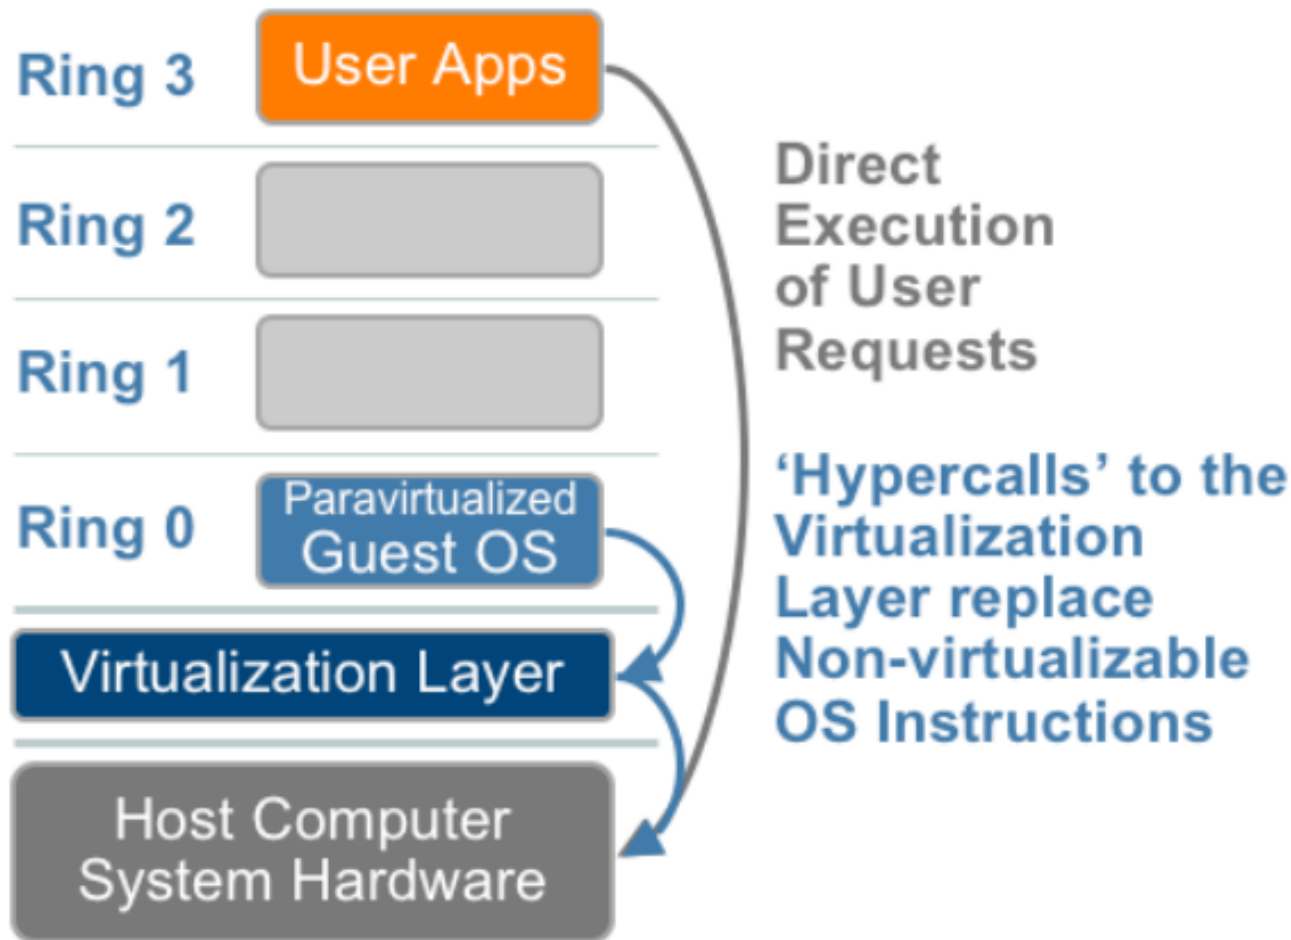 Ring 3
User Apps
Ring 2
Ring 1
Ring 0
Paravirtualized
Guest OS
Virtualization Layer
Host Computer
System Hardware
Direct
Execution
of User
Requests
‘Hypercalls’ to the
Virtualization
Layer replace
Non-virtualizable
OS Instructions